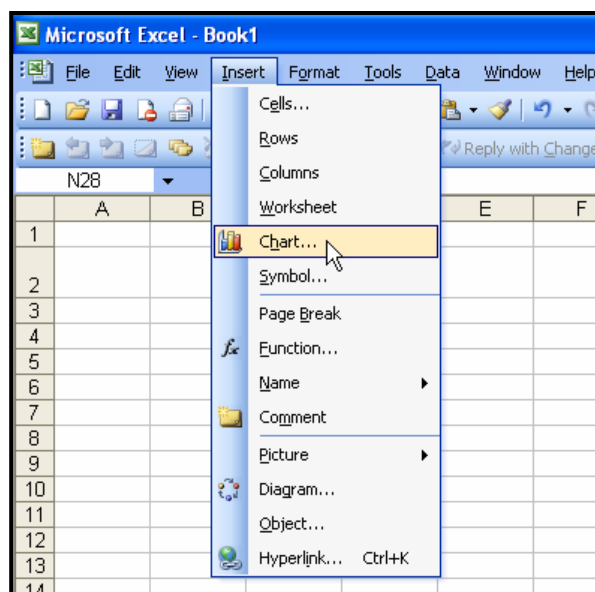 Microsoft Excel - Book1
File Edit View Insert Format Tools Data Window Help
Cells...
Rows
Reply with Change
Columns
N28
Worksheet
A B E F
1
Chart...
2
Symbol...
3
Page Break
4
Function...
5
6
Name
7
Comment
8
9
Picture
10
Diagram...
11
Object...
12
13
Hyperlink... Ctrl+K
14